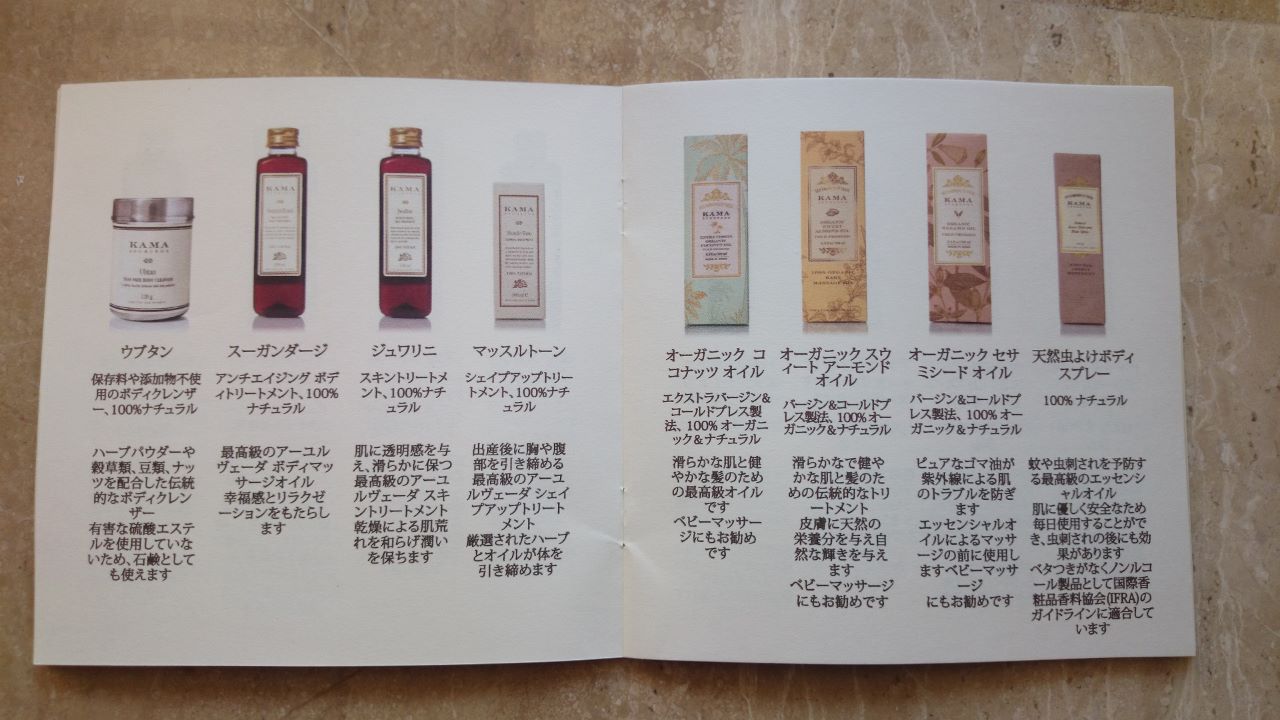 KAMA
Ubtan
KAMA
KAMA
KAMA
100% NATURAL
ウブタン
保存料や添加物不使
用のボディクレンザ
ー、100%ナチュラル
ハーブパウダーや
穀草類、豆類、ナッ
ツを配合した伝統
的なボディクレン
ザー
有害な硫酸エステ
ルを使用していな
いため、石鹸として
も使えます
スーガンダージ
アンチエイジング ボデ
ィトリートメント、100%
ナチュラル
最高級のアーユル
ヴェーダ ボディマッ
サージオイル
幸福感とリラクゼ
ーションをもたらし
ます
ジュワリニ
スキントリートメ
ント、100%ナチ
ュラル
肌に透明感を与
え、滑らかに保つ
最高級のアーユ
ルヴェーダ スキ
ントリートメント
乾燥による肌荒
れを和らげ潤い
を保ちます
マッスルトーン
シェイプアップトリー
トメント、100%ナチ
ュラル
出産後に胸や腹
部を引き締める
最高級のアーユ
ルヴェーダ シェイ
プアップトリート
メント
厳選されたハーブ
とオイルが体を
引き締めます
KAMA
KAMA
ORGANIC
SWEET
ALMOND OIL
KAMA
ORGANIC
SESAME OIL
KAMA
オーガニック コ
コナッツ オイル
エクストラバージン&
コールドプレス製
法、100% オーガニ
ック&ナチュラル
滑らかな肌と健
やかな髪のため
の最高級オイル
です
ベビーマッサー
ジにもお勧め
です
オーガニック スウ
ィート アーモンド
オイル
バージン&コールドプ
レス製法、100% オー
ガニック&ナチュラル
滑らかなで健や
かな肌と髪のた
めの伝統的なトリ
ートメント
皮膚に天然の
栄養分を与え自
然な輝きを与え
ます
ベビーマッサージ
にもお勧めです
オーガニック セサ
ミシード オイル
バージン&コールドプ
レス製法、100% オー
ガニック&ナチュラル
ピュアなゴマ油が
紫外線による肌
のトラブルを防ぎ
ます
エッセンシャルオ
イルによるマッサ
ージの前に使用し
ますベビーマッサ
ージ
にもお勧めです
天然虫よけボディ
スプレー
100% ナチュラル
蚊や虫刺されを予防す
る最高級のエッセンシ
ャルオイル
肌に優しく安全なため
毎日使用することがで
き、虫刺されの後にも効
果があります
ベタつきがなくノンルコ
ール製品として国際香
粧品香料協会(IFRA)の
ガイドラインに適合して
います